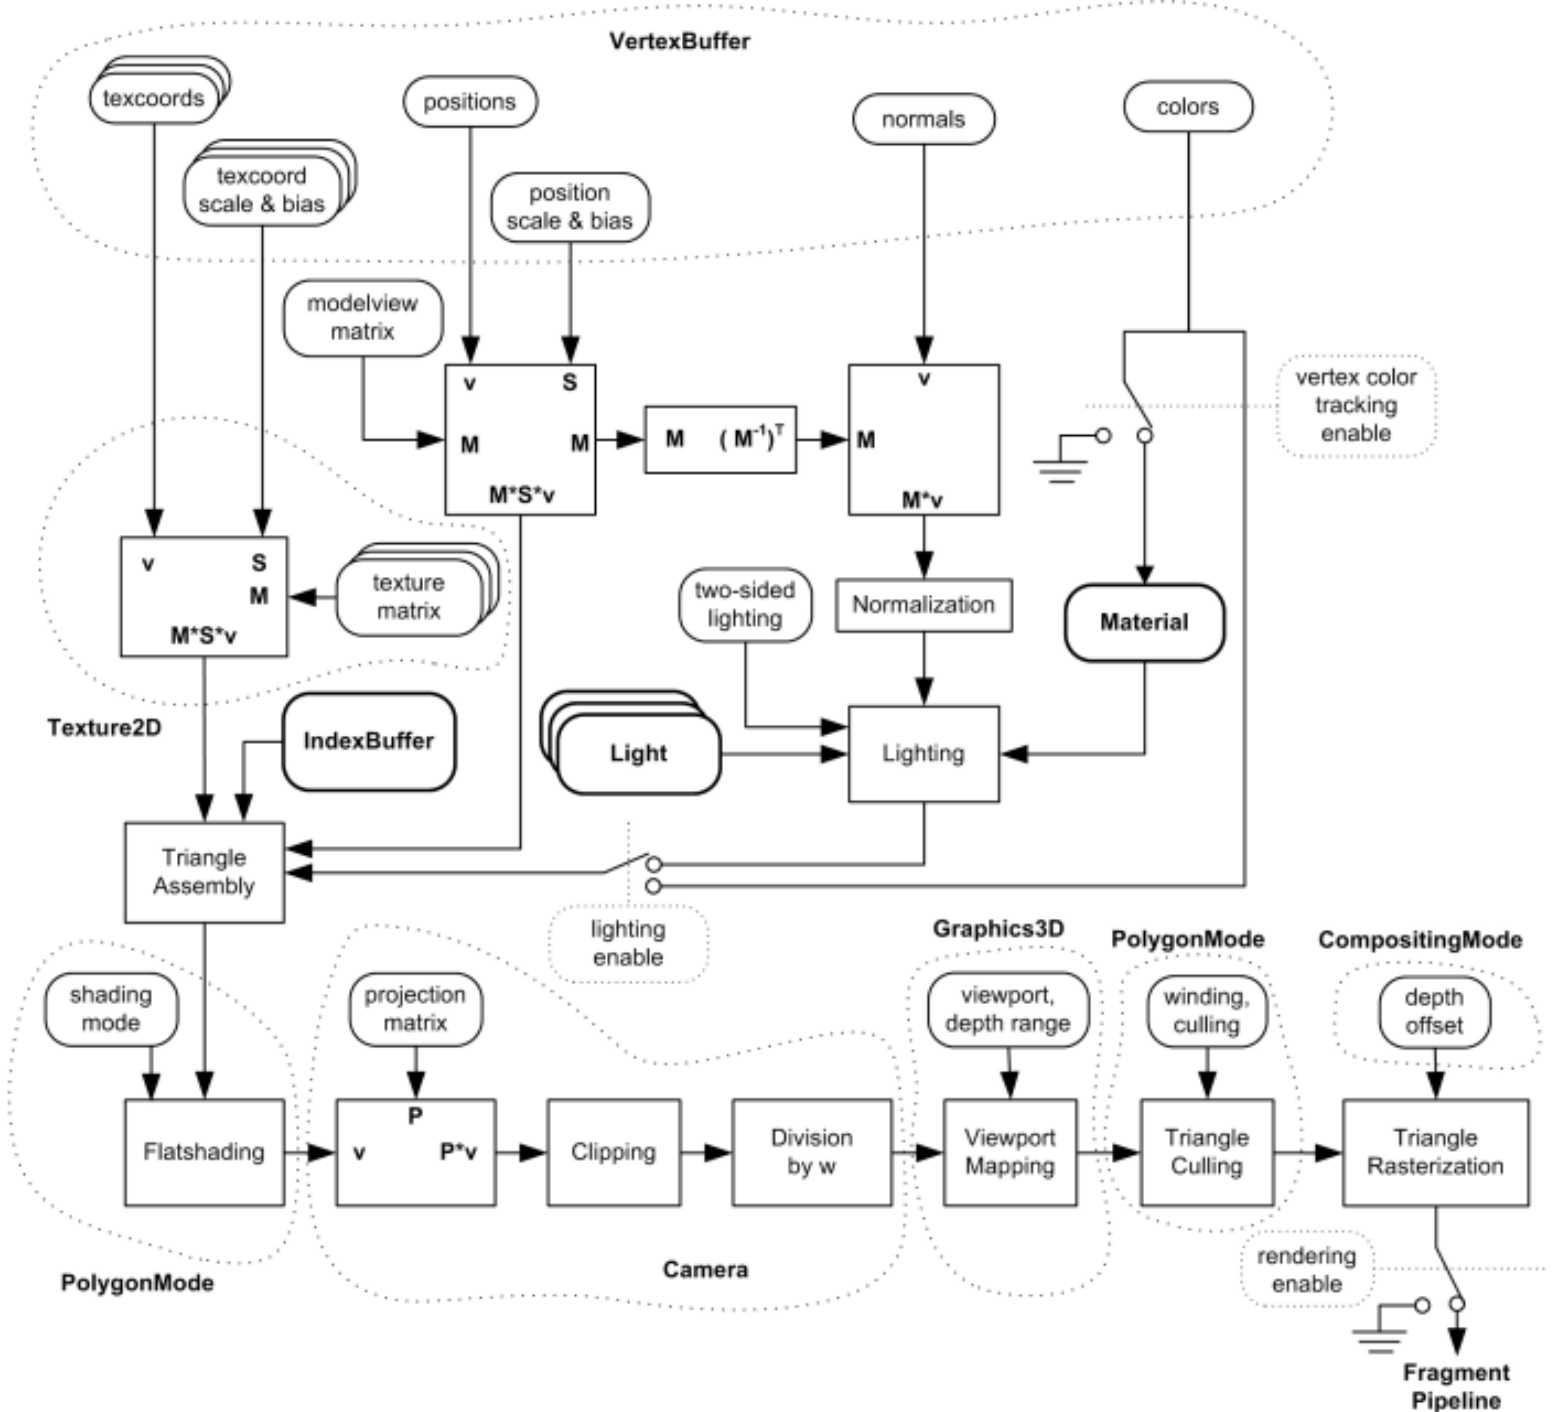 VertexBuffer
texcoords
positions
normals
colors
texcoord
scale & bias
position
scale & bias
modelview
matrix
v
S
M
M
M*S*v
M
(M⁻¹)ᵀ
v
M
M*v
vertex color
tracking
enable
v
S
M
M*S*v
texture
matrix
two-sided
lighting
Normalization
Material
Texture2D
IndexBuffer
Light
Lighting
Triangle
Assembly
lighting
enable
Graphics3D
PolygonMode
CompositingMode
shading
mode
projection
matrix
viewport,
depth range
winding,
culling
depth
offset
Flatshading
P
v
P*v
Clipping
Division
by w
Viewport
Mapping
Triangle
Culling
Triangle
Rasterization
PolygonMode
Camera
rendering
enable
Fragment
Pipeline